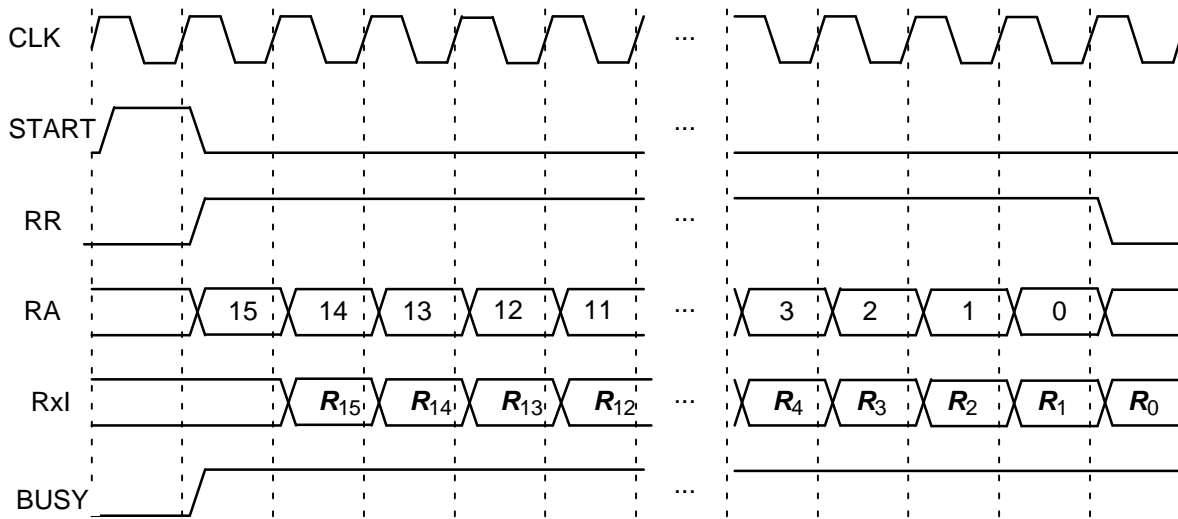 CLK ...
START ...
RR ...
RA 15 14 13 12 11 ... 3 2 1 0
RxI R15 R14 R13 R12 ... R4 R3 R2 R1 R0
BUSY ...